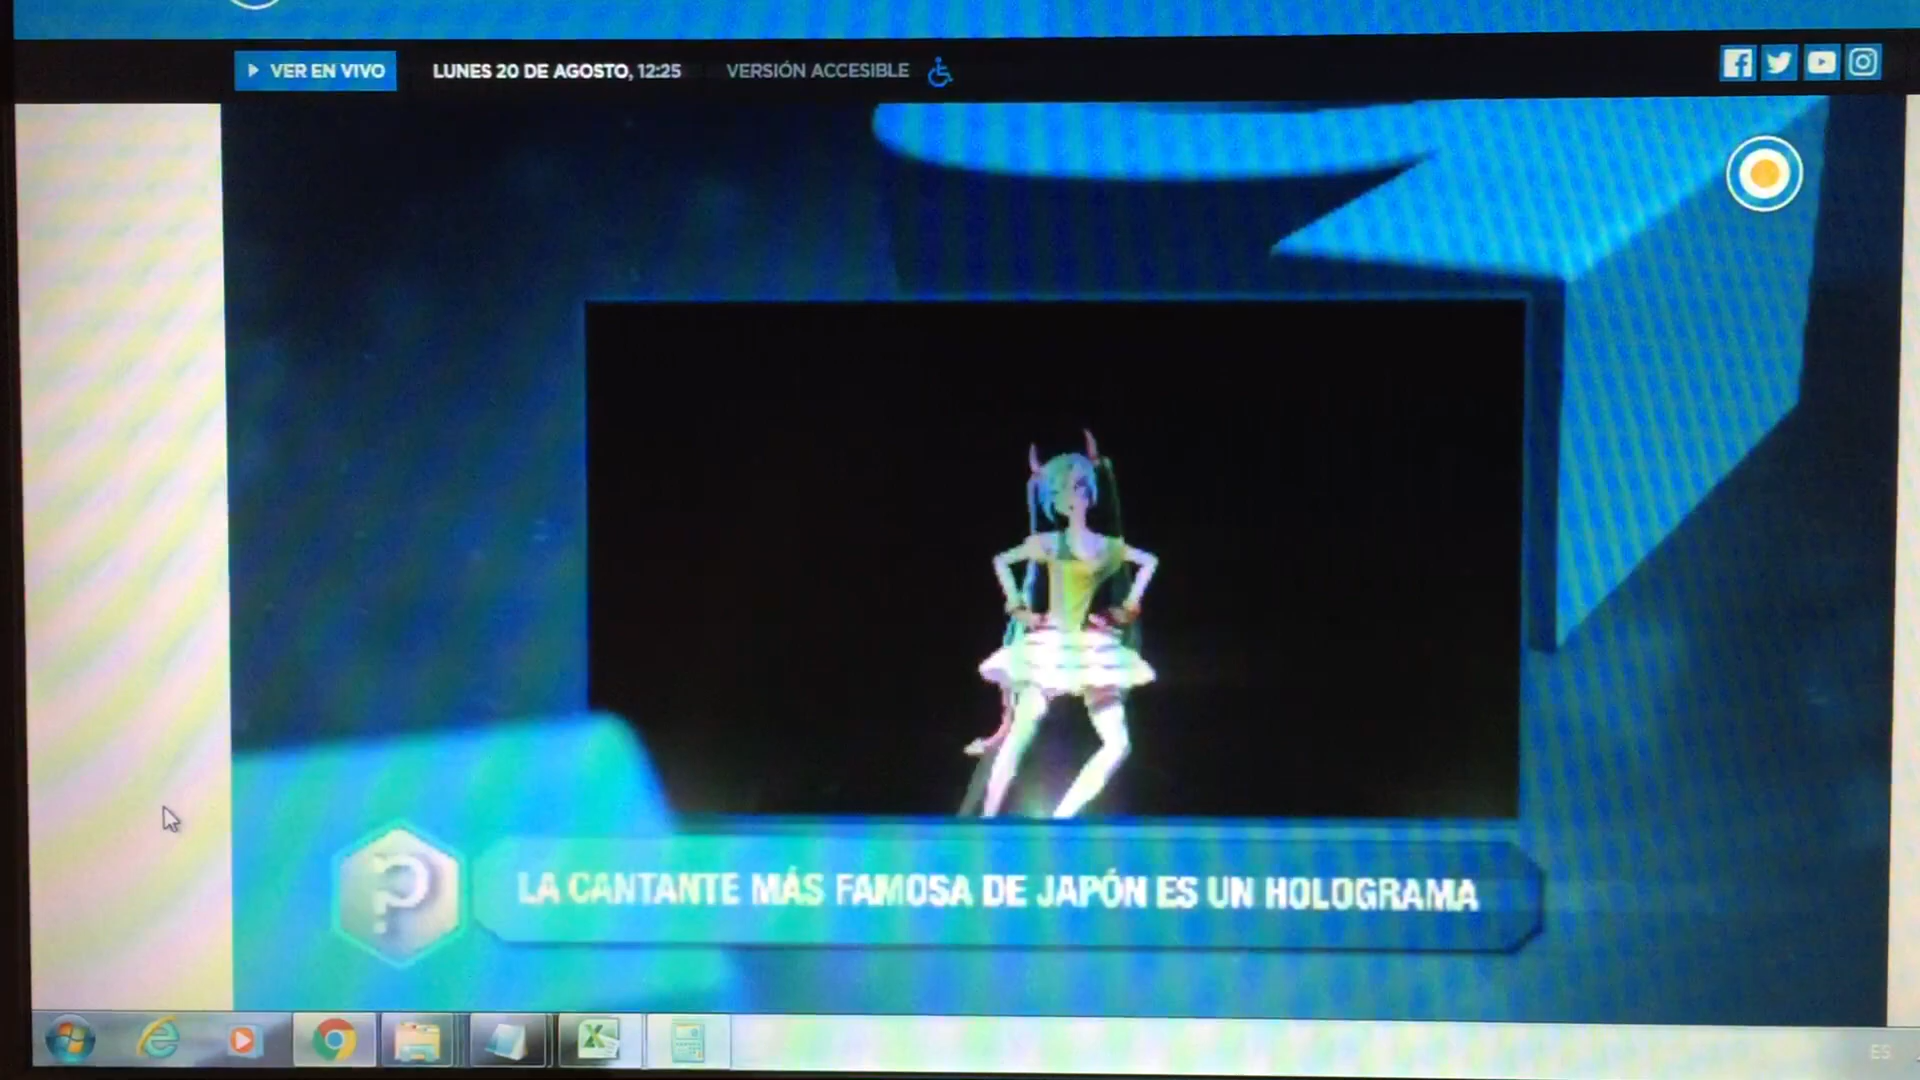 VER EN VIVO
LUNES 20 DE AGOSTO, 12:25
VERSIÓN ACCESIBLE
LA CANTANTE MÁS FAMOSA DE JAPÓN ES UN HOLOGRAMA
ES